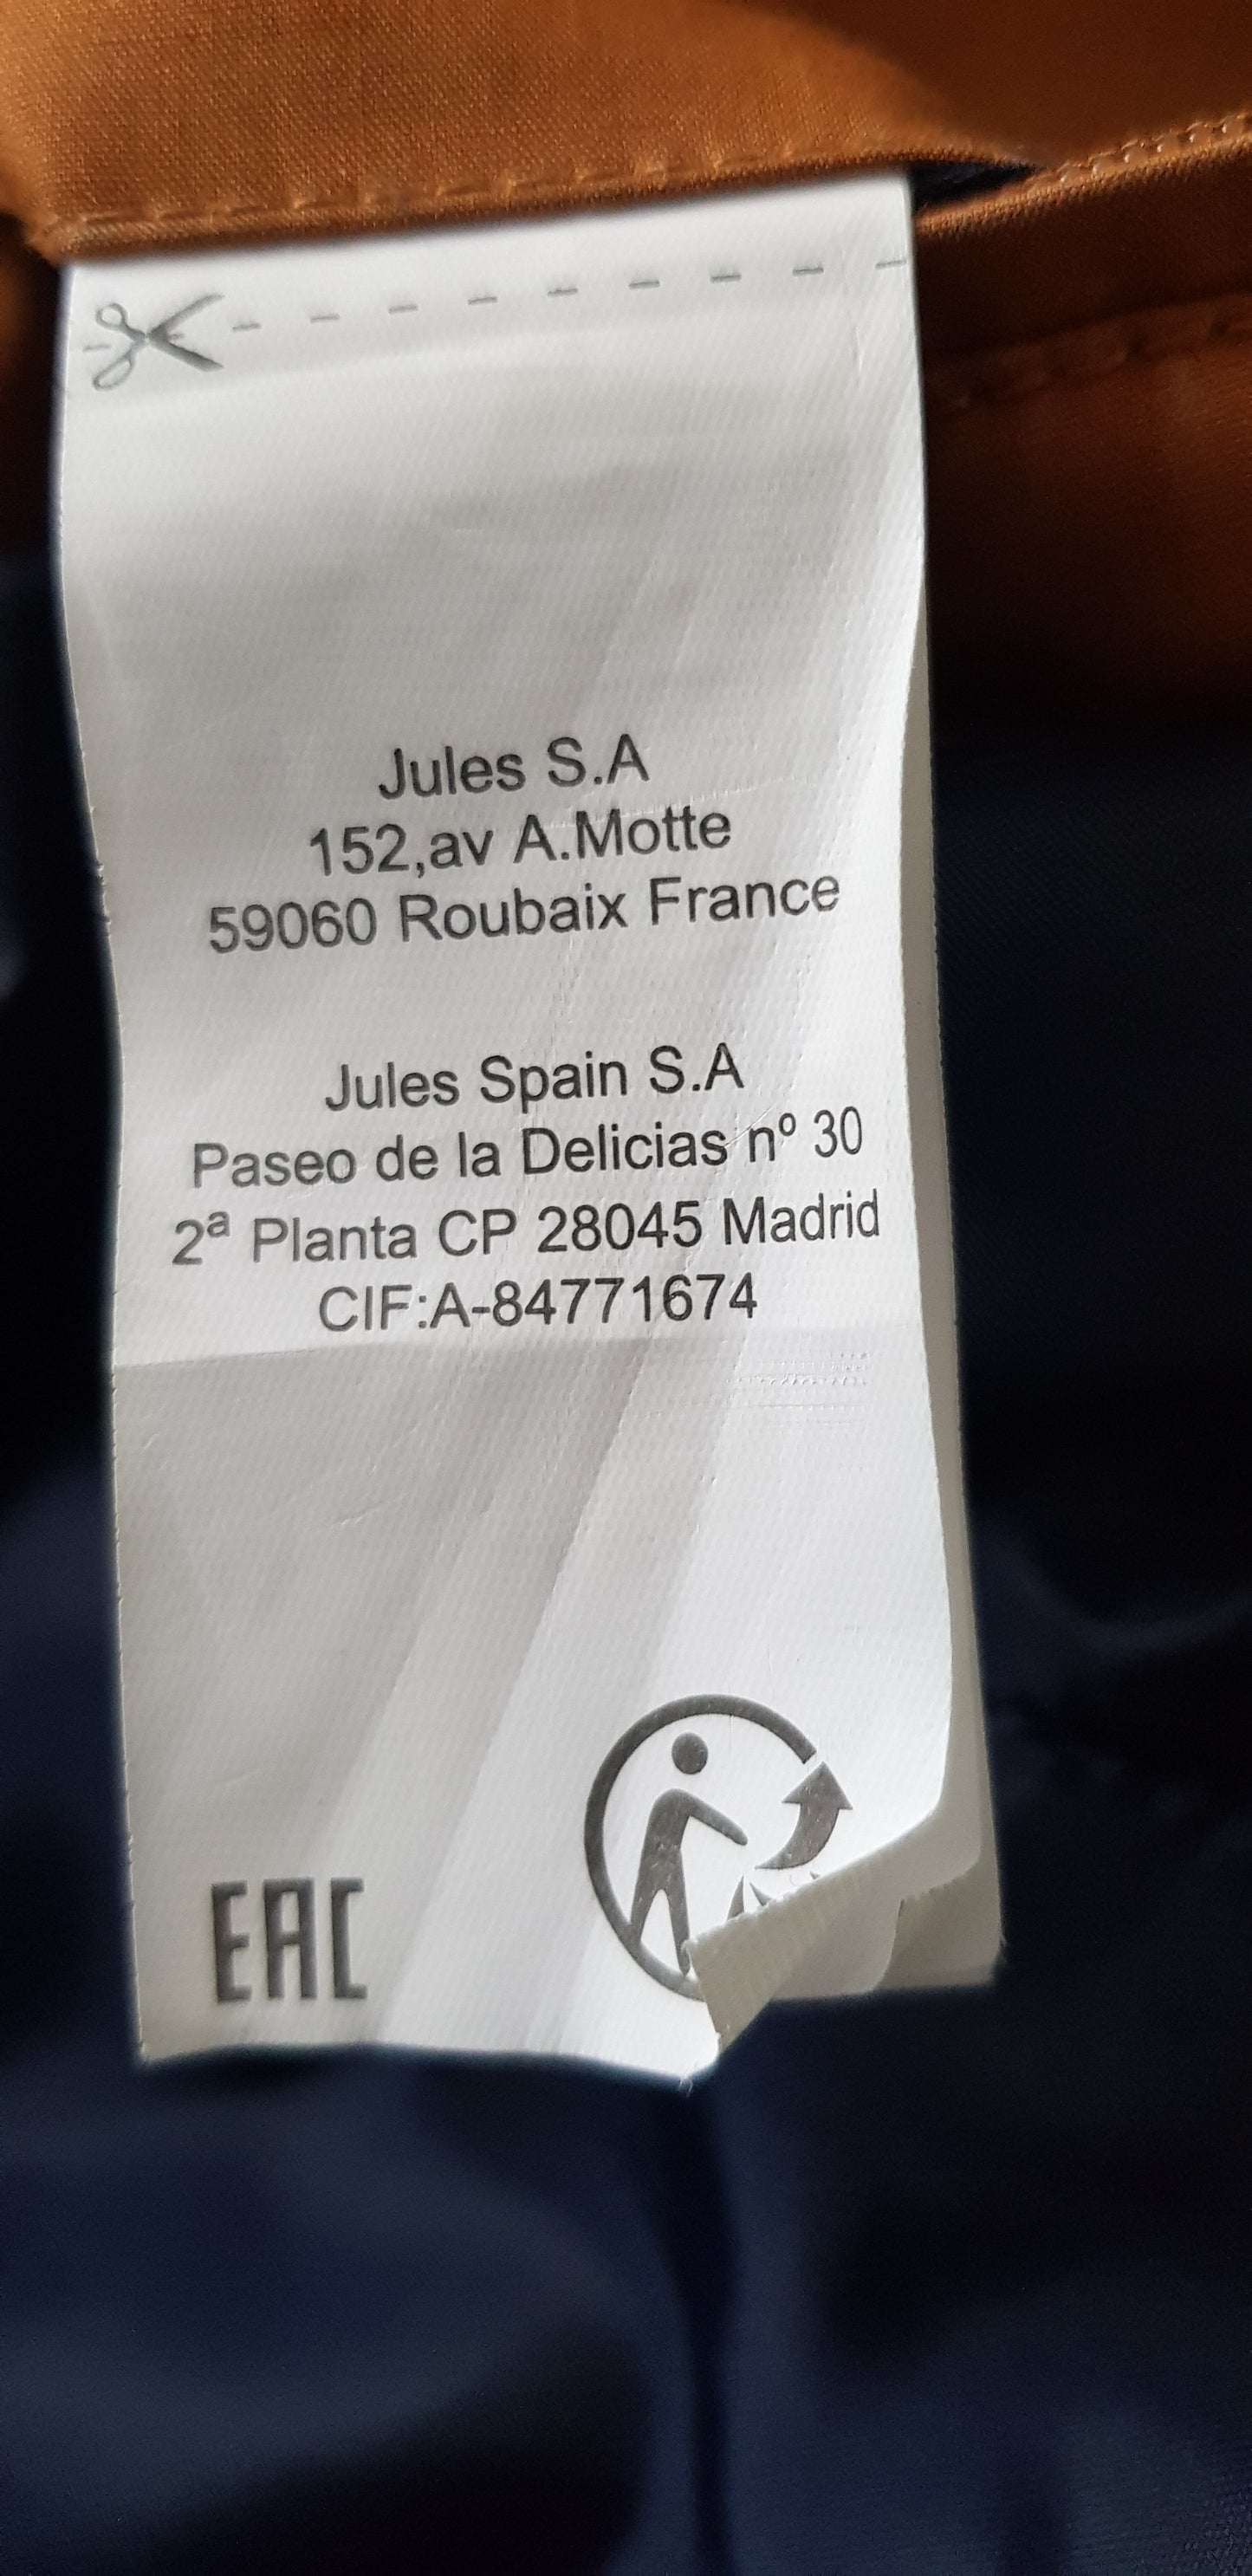 Jules S.A
152,av A.Motte
59060 Roubaix France
Jules Spain S.A
Paseo de la Delicias nº 30
2ª Planta CP 28045 Madrid
CIF:A-84771674
EAC